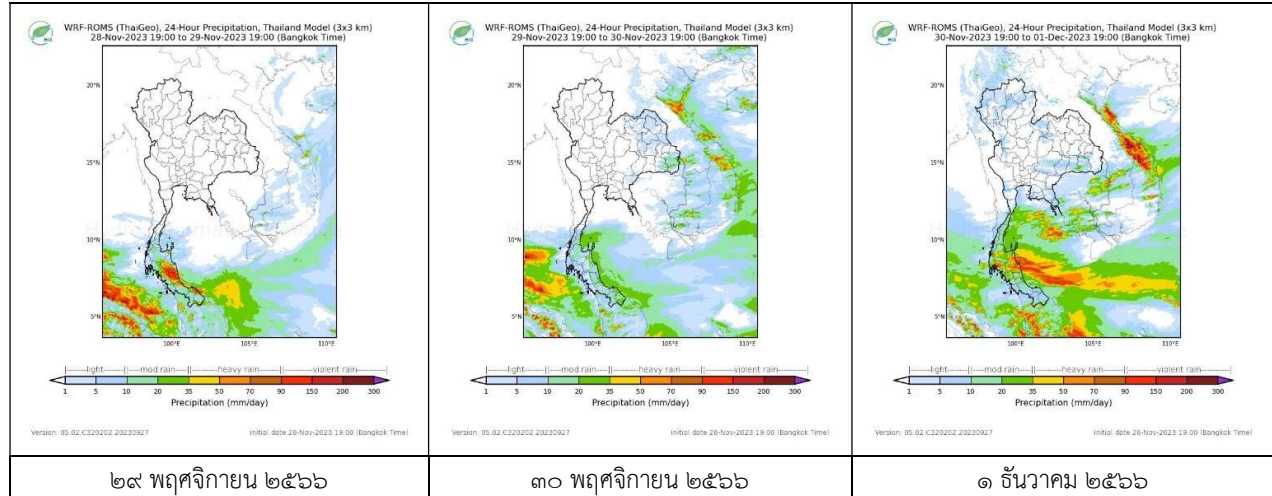 WRF-ROMS (ThaiGeo), 24-Hour Precipitation, Thailand Model (3x3 km)
28-Nov-2023 19:00 to 29-Nov-2023 19:00 (Bangkok Time)
20°N
15°N
10°N
5°N
100°E
105°E
110°E
light
mod rain
heavy rain
violent rain
1 5 10 20 35 50 70 90 150 200 300
Precipitation (mm/day)
Version: 05.02.C320202 20230927
initial date 28-Nov-2023 19:00 (Bangkok Time)
๒๙ พฤศจิกายน ๒๕๖๖
WRF-ROMS (ThaiGeo), 24-Hour Precipitation, Thailand Model (3x3 km)
29-Nov-2023 19:00 to 30-Nov-2023 19:00 (Bangkok Time)
20°N
15°N
10°N
5°N
100°E
105°E
110°E
light
mod rain
heavy rain
violent rain
1 5 10 20 35 50 70 90 150 200 300
Precipitation (mm/day)
Version: 05.02.C320202 20230927
initial date 28-Nov-2023 19:00 (Bangkok Time)
๓๐ พฤศจิกายน ๒๕๖๖
WRF-ROMS (ThaiGeo), 24-Hour Precipitation, Thailand Model (3x3 km)
30-Nov-2023 19:00 to 01-Dec-2023 19:00 (Bangkok Time)
20°N
15°N
10°N
5°N
100°E
105°E
110°E
light
mod rain
heavy rain
violent rain
1 5 10 20 35 50 70 90 150 200 300
Precipitation (mm/day)
Version: 05.02.C320202 20230927
initial date 28-Nov-2023 19:00 (Bangkok Time)
๑ ธันวาคม ๒๕๖๖